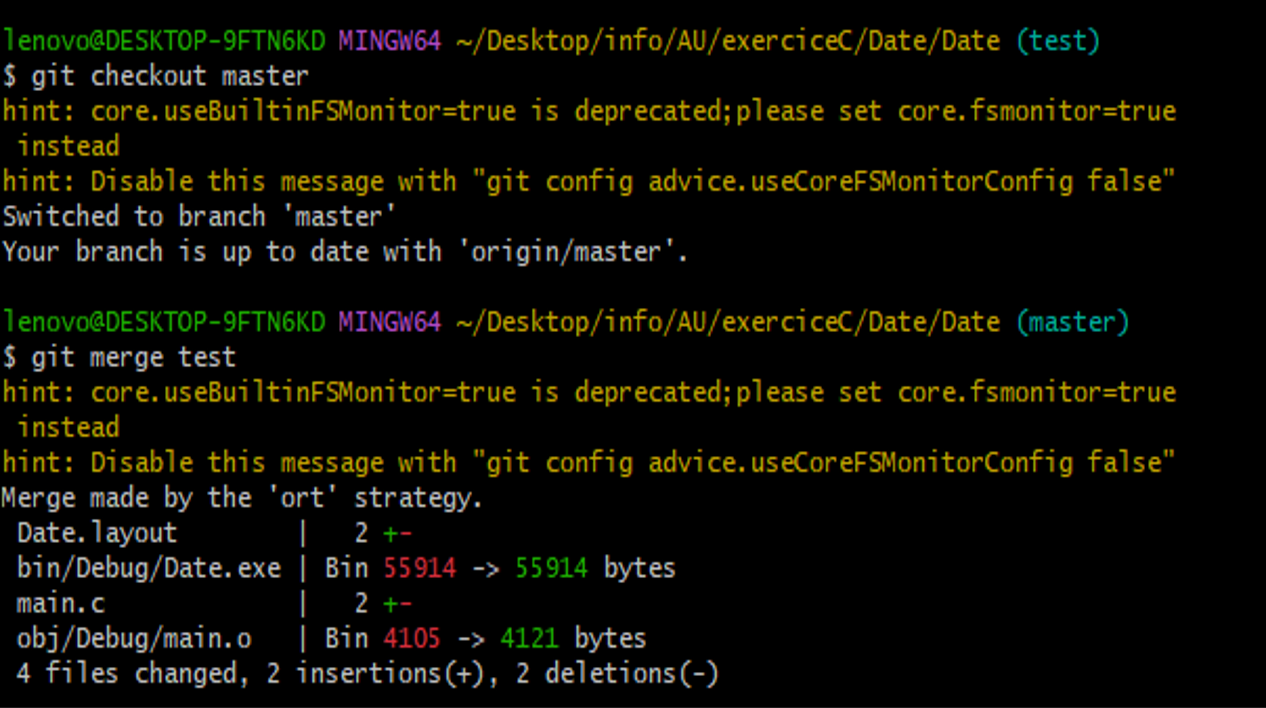 lenovo@DESKTOP-9FTN6KD MINGW64 ~/Desktop/info/AU/exerciceC/Date/Date (test)
$ git checkout master
hint: core.useBuiltinFSMonitor=true is deprecated;please set core.fsmonitor=true
 instead
hint: Disable this message with "git config advice.useCoreFSMonitorConfig false"
Switched to branch 'master'
Your branch is up to date with 'origin/master'.

lenovo@DESKTOP-9FTN6KD MINGW64 ~/Desktop/info/AU/exerciceC/Date/Date (master)
$ git merge test
hint: core.useBuiltinFSMonitor=true is deprecated;please set core.fsmonitor=true
 instead
hint: Disable this message with "git config advice.useCoreFSMonitorConfig false"
Merge made by the 'ort' strategy.
 Date.layout        |   2 +-
 bin/Debug/Date.exe | Bin 55914 -> 55914 bytes
 main.c             |   2 +-
 obj/Debug/main.o   | Bin 4105 -> 4121 bytes
 4 files changed, 2 insertions(+), 2 deletions(-)